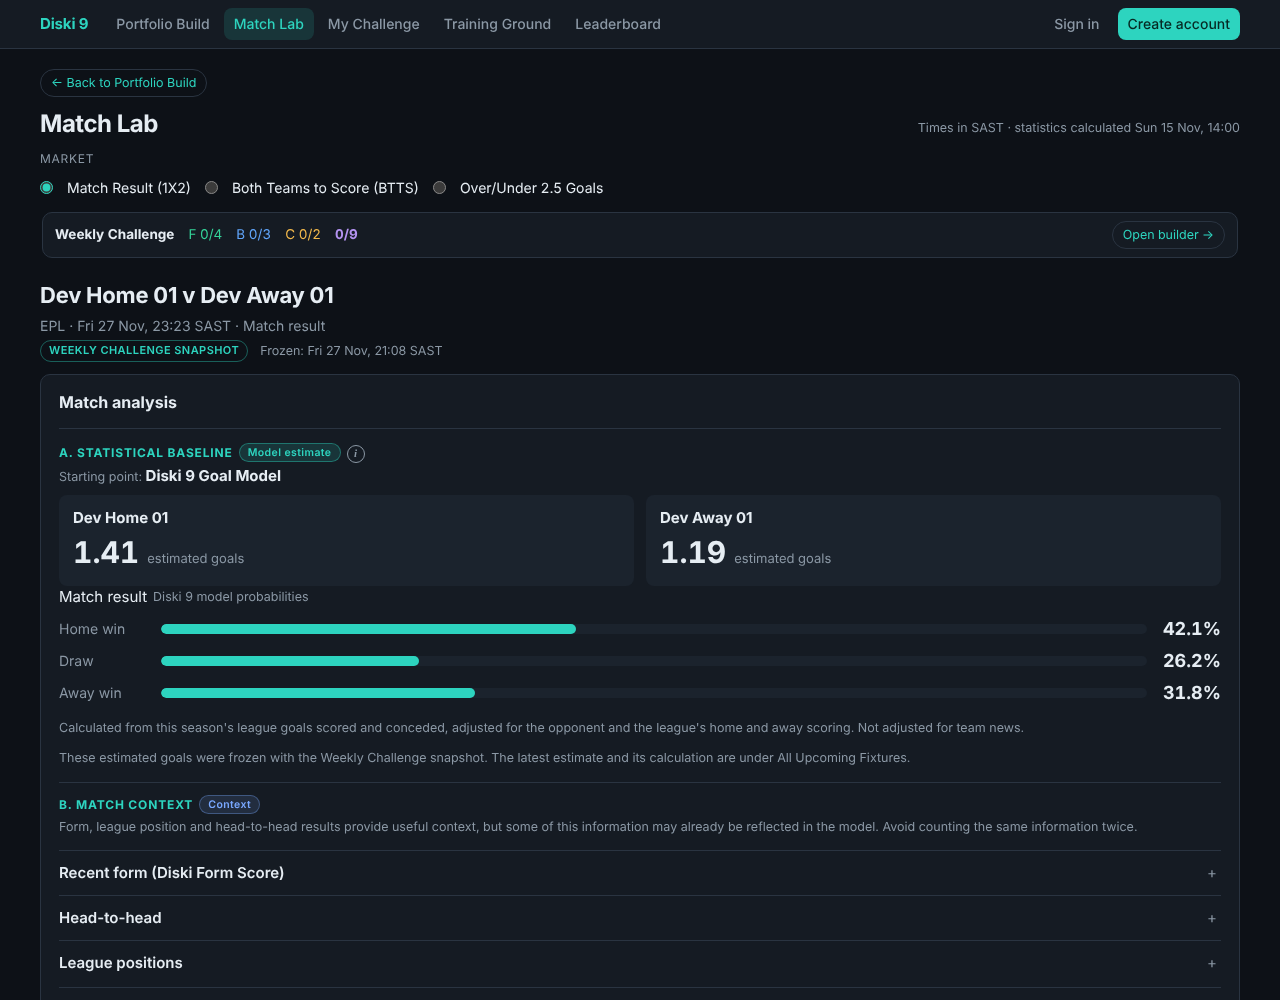 Diski 9 Portfolio Build Match Lab My Challenge Training Ground Leaderboard Sign in Create account
← Back to Portfolio Build
Match Lab
Times in SAST · statistics calculated Sun 15 Nov, 14:00
MARKET
Match Result (1X2) Both Teams to Score (BTTS) Over/Under 2.5 Goals
Weekly Challenge F 0/4 B 0/3 C 0/2 0/9 Open builder →
Dev Home 01 v Dev Away 01
EPL · Fri 27 Nov, 23:23 SAST · Match result
WEEKLY CHALLENGE SNAPSHOT Frozen: Fri 27 Nov, 21:08 SAST
Match analysis
A. STATISTICAL BASELINE Model estimate i
Starting point: Diski 9 Goal Model
Dev Home 01
1.41 estimated goals
Dev Away 01
1.19 estimated goals
Match result Diski 9 model probabilities
Home win 42.1%
Draw 26.2%
Away win 31.8%
Calculated from this season's league goals scored and conceded, adjusted for the opponent and the league's home and away scoring. Not adjusted for team news.
These estimated goals were frozen with the Weekly Challenge snapshot. The latest estimate and its calculation are under All Upcoming Fixtures.
B. MATCH CONTEXT Context
Form, league position and head-to-head results provide useful context, but some of this information may already be reflected in the model. Avoid counting the same information twice.
Recent form (Diski Form Score) +
Head-to-head +
League positions +